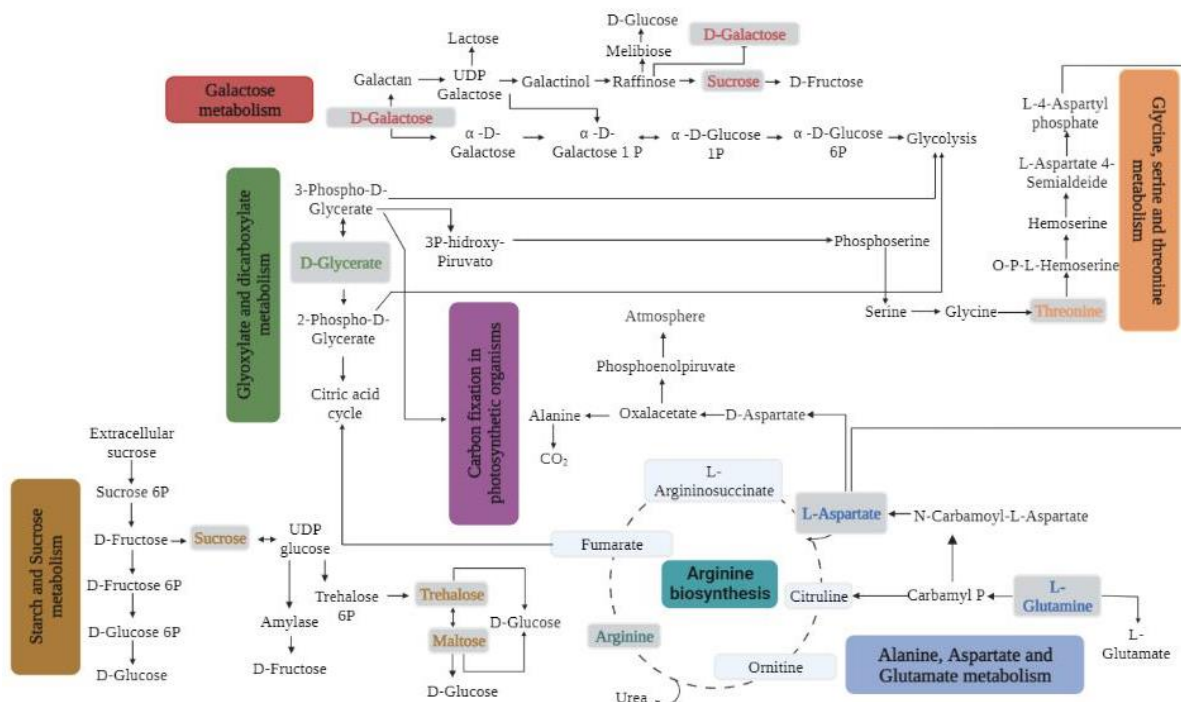 Galactose
metabolism
Lactose
Galactan
UDP
Galactose
Galactinol
D-Glucose
Melibiose
Raffinose
D-Galactose
Sucrose
D-Fructose
D-Galactose
α -D-
Galactose
α -D-
Galactose 1 P
α -D-Glucose
1P
α -D-Glucose
6P
Glycolysis
Glyoxylate and dicarboxylate
metabolism
3-Phospho-D-
Glycerate
D-Glycerate
2-Phospho-D-
Glycerate
Citric acid
cycle
3P-hidroxy-
Piruvato
Phosphoserine
Serine
Glycine
Threonine
O-P-L-Hemoserine
Hemoserine
L-Aspartate 4-
Semialdeide
L-4-Aspartyl
phosphate
Glycine, serine and threonine
metabolism
Carbon fixation in
photosynthetic organisms
Atmosphere
Phosphoenolpiruvate
Alanine
Oxalacetate
D-Aspartate
CO₂
Starch and Sucrose
metabolism
Extracellular
sucrose
Sucrose 6P
D-Fructose
Sucrose
UDP
glucose
D-Fructose 6P
D-Glucose 6P
D-Glucose
Amylase
D-Fructose
Trehalose
6P
Trehalose
Maltose
D-Glucose
D-Glucose
L-
Argininosuccinate
Fumarate
Arginine
biosynthesis
Arginine
Urea
Ornitine
Citruline
L-Aspartate
N-Carbamoyl-L-Aspartate
Carbamyl P
L-
Glutamine
L-
Glutamate
Alanine, Aspartate and
Glutamate metabolism